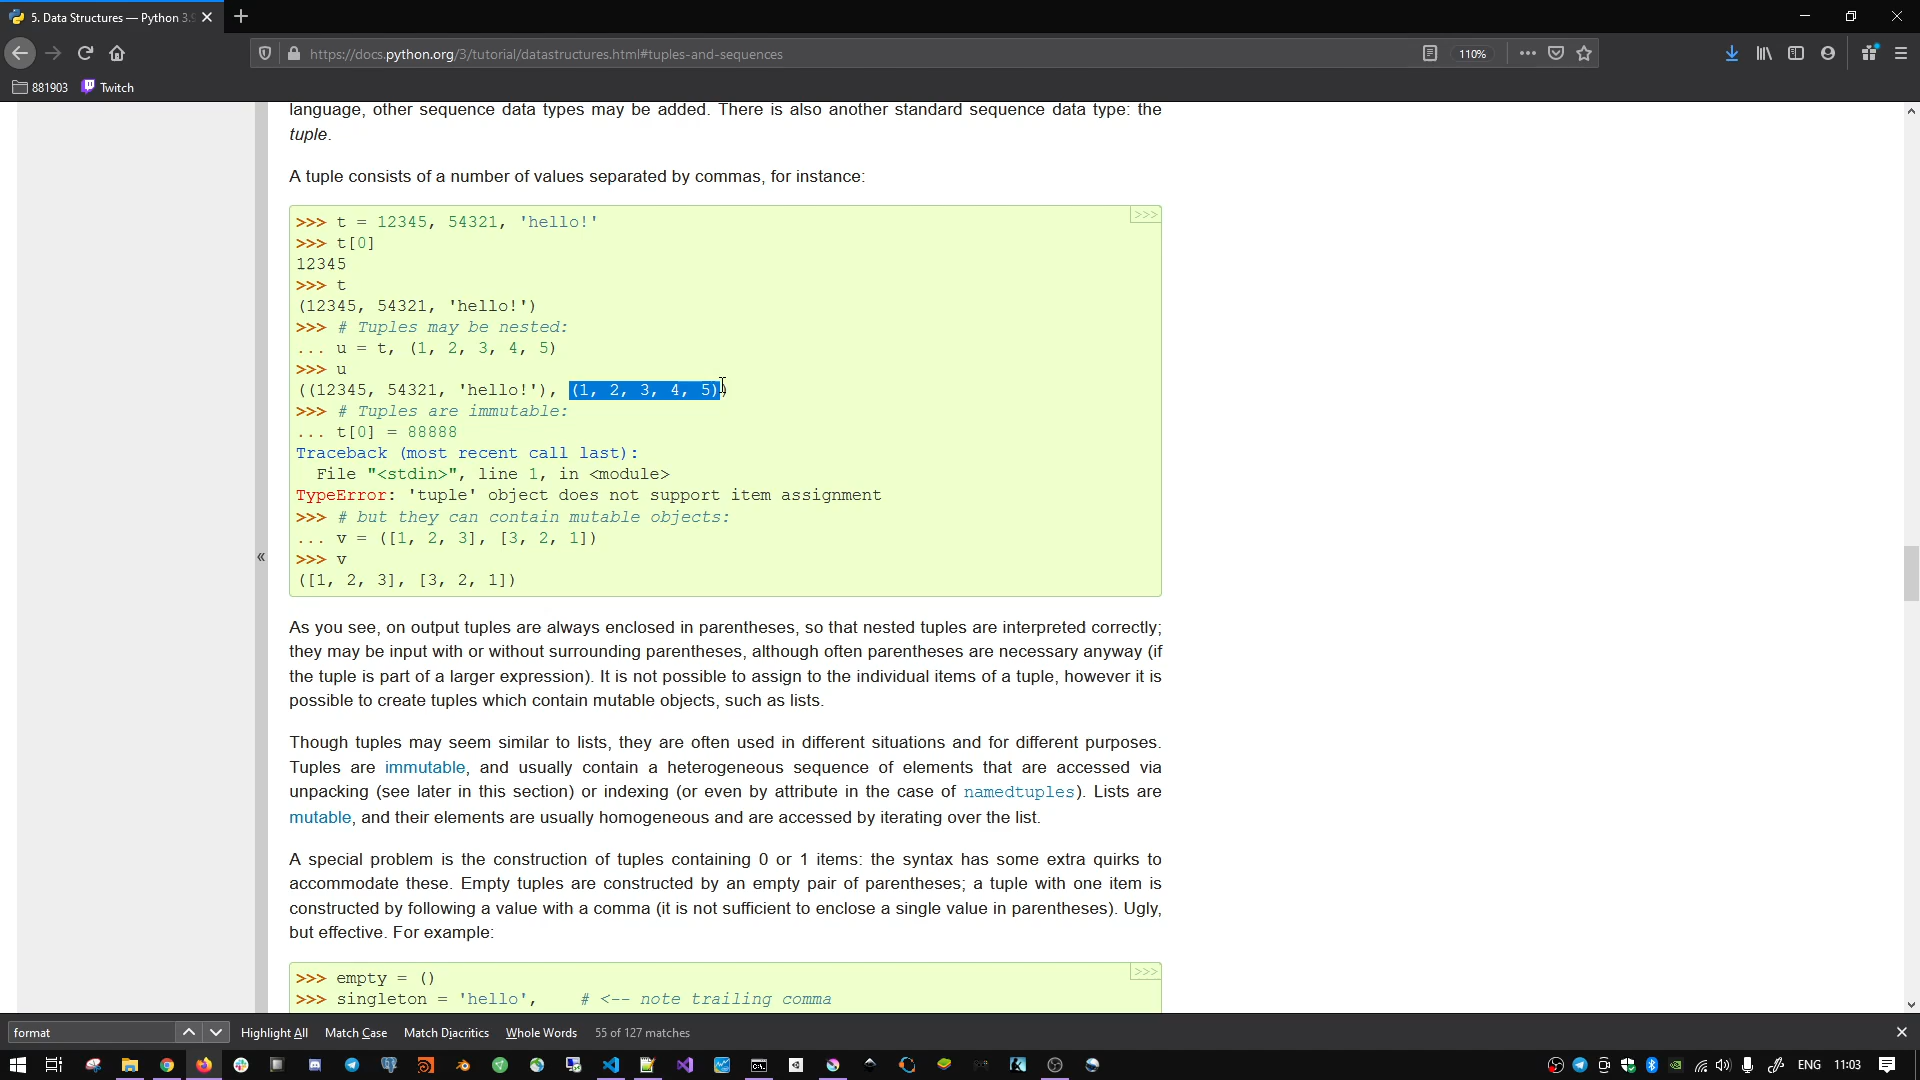 5. Data Structures — Python 3.9
https://docs.python.org/3/tutorial/datastructures.html#tuples-and-sequences
110%
881903
Twitch
language, other sequence data types may be added. There is also another standard sequence data type: the
tuple.
A tuple consists of a number of values separated by commas, for instance:
>>>
>>> t = 12345, 54321, 'hello!'
>>> t[0]
12345
>>> t
(12345, 54321, 'hello!')
>>> # Tuples may be nested:
... u = t, (1, 2, 3, 4, 5)
>>> u
((12345, 54321, 'hello!'), (1, 2, 3, 4, 5))
>>> # Tuples are immutable:
... t[0] = 88888
Traceback (most recent call last):
File "<stdin>", line 1, in <module>
TypeError: 'tuple' object does not support item assignment
>>> # but they can contain mutable objects:
... v = ([1, 2, 3], [3, 2, 1])
>>> v
([1, 2, 3], [3, 2, 1])
«
As you see, on output tuples are always enclosed in parentheses, so that nested tuples are interpreted correctly;
they may be input with or without surrounding parentheses, although often parentheses are necessary anyway (if
the tuple is part of a larger expression). It is not possible to assign to the individual items of a tuple, however it is
possible to create tuples which contain mutable objects, such as lists.
Though tuples may seem similar to lists, they are often used in different situations and for different purposes.
Tuples are immutable, and usually contain a heterogeneous sequence of elements that are accessed via
unpacking (see later in this section) or indexing (or even by attribute in the case of namedtuples). Lists are
mutable, and their elements are usually homogeneous and are accessed by iterating over the list.
A special problem is the construction of tuples containing 0 or 1 items: the syntax has some extra quirks to
accommodate these. Empty tuples are constructed by an empty pair of parentheses; a tuple with one item is
constructed by following a value with a comma (it is not sufficient to enclose a single value in parentheses). Ugly,
but effective. For example:
>>>
>>> empty = ()
>>> singleton = 'hello',    # <-- note trailing comma
format
Highlight All
Match Case
Match Diacritics
Whole Words
55 of 127 matches
ENG
11:03